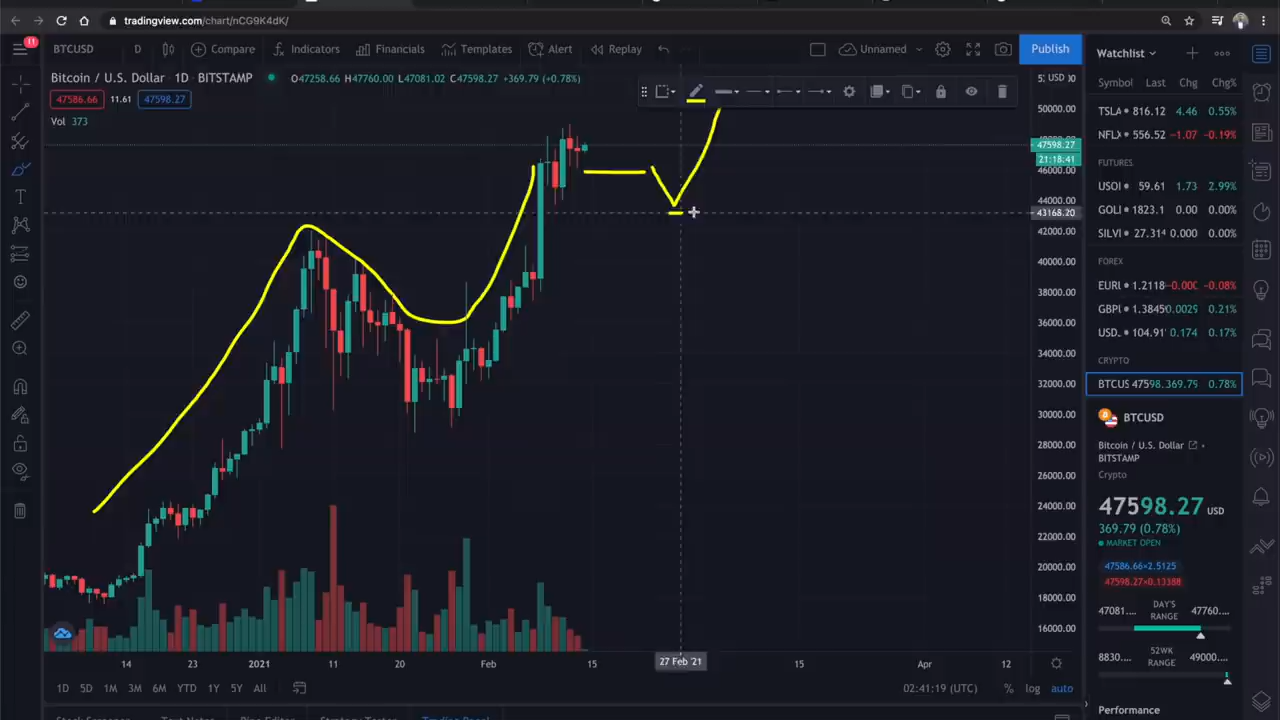 tradingview.com/chart/nCG9K4dK/
11
BTCUSD D Compare Indicators Financials Templates Alert Replay Unnamed Publish
Bitcoin / U.S. Dollar · 1D · BITSTAMP O47258.66 H47760.00 L47081.02 C47598.27 +369.79 (+0.78%)
47586.66 11.61 47598.27
Vol 373
USD
50000.00
47598.27
21:18:41
46000.00
44000.00
43168.20
42000.00
40000.00
38000.00
36000.00
34000.00
32000.00
30000.00
28000.00
26000.00
24000.00
22000.00
20000.00
18000.00
16000.00
14 23 2021 11 20 Feb 15 27 Feb '21 15 Apr 12
1D 5D 1M 3M 6M YTD 1Y 5Y All 02:41:19 (UTC) % log auto
Watchlist
Symbol Last Chg Chg%
TSLA 816.12 4.46 0.55%
NFLX 556.52 -1.07 -0.19%
FUTURES
USOI 59.61 1.73 2.99%
GOLI 1823.1 0.00 0.00%
SILVI 27.314 0.000 0.00%
FOREX
EURL 1.2118 -0.00 -0.08%
GBPL 1.3845 0.0029 0.21%
USD. 104.91 0.174 0.17%
CRYPTO
BTCUS 47598. 369.79 0.78%
BTCUSD
Bitcoin / U.S. Dollar
BITSTAMP
Crypto
47598.27 USD
369.79 (0.78%)
MARKET OPEN
47586.66×2.5125
47598.27×0.13388
47081.... DAY'S RANGE 47760....
8830.... 52WK RANGE 49000....
Performance